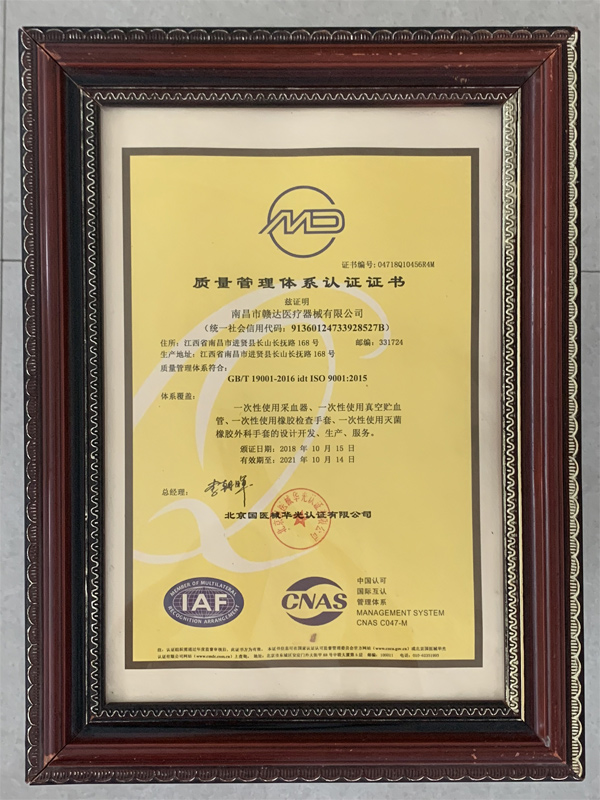 MD
证书编号：04718Q10456R4M
质量管理体系认证证书
兹证明
南昌市赣达医疗器械有限公司
（统一社会信用代码：91360124733928527B）
住所：江西省南昌市进贤县长山长抚路 168 号 邮编：331724
生产地址：江西省南昌市进贤县长山长抚路 168 号
质量管理体系符合：
GB/T 19001-2016 idt ISO 9001:2015
体系覆盖：
一次性使用采血器、一次性使用真空贮血
管、一次性使用橡胶检查手套、一次性使用灭菌
橡胶外科手套的设计开发、生产、服务。
颁证日期：2018 年 10 月 15 日
有效期至：2021 年 10 月 14 日
总经理：
北京国医械华光认证有限公司
MEMBER OF MULTILATERAL
IAF
RECOGNITION ARRANGEMENT
CNAS
中国认可
国际互认
管理体系
MANAGEMENT SYSTEM
CNAS C047-M